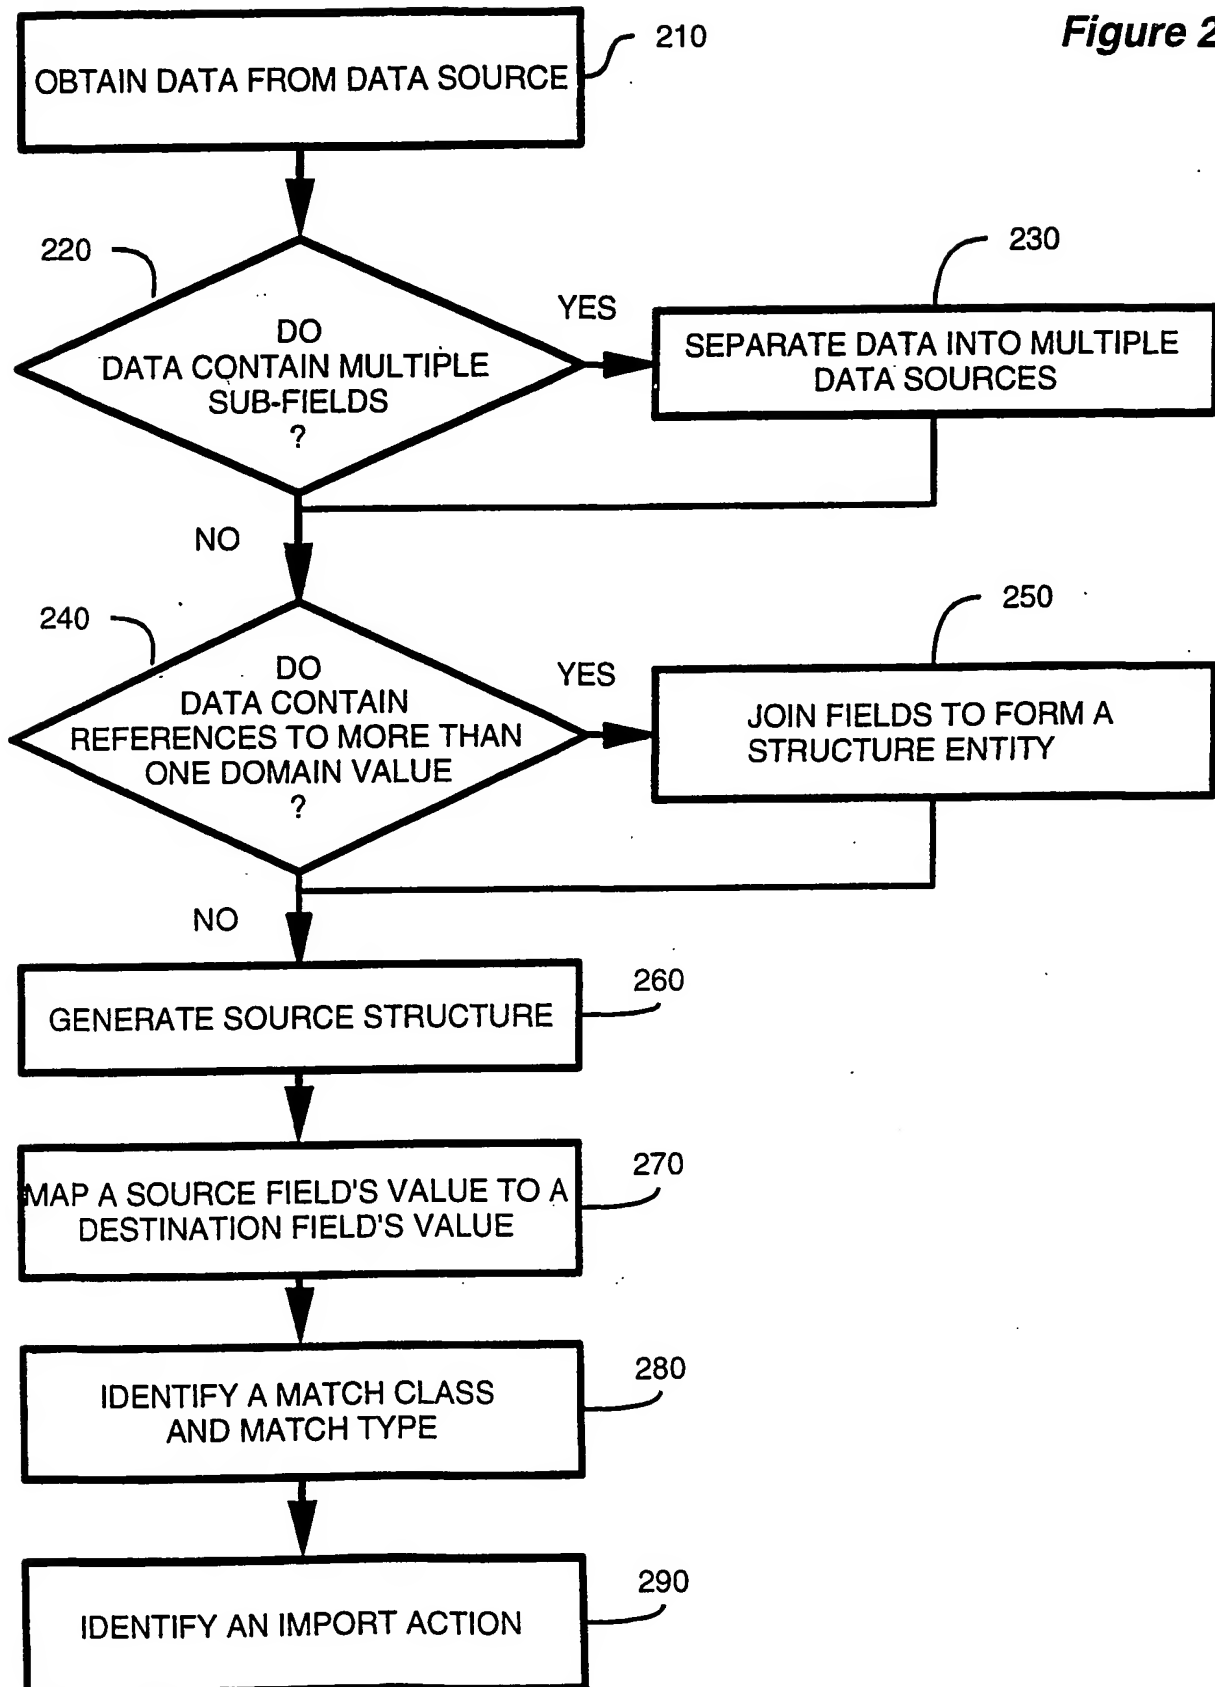 Figure 2
210
OBTAIN DATA FROM DATA SOURCE
220
DO
DATA CONTAIN MULTIPLE
SUB-FIELDS
?
YES
230
SEPARATE DATA INTO MULTIPLE
DATA SOURCES
NO
240
DO
DATA CONTAIN
REFERENCES TO MORE THAN
ONE DOMAIN VALUE
?
YES
250
JOIN FIELDS TO FORM A
STRUCTURE ENTITY
NO
260
GENERATE SOURCE STRUCTURE
270
MAP A SOURCE FIELD'S VALUE TO A
DESTINATION FIELD'S VALUE
280
IDENTIFY A MATCH CLASS
AND MATCH TYPE
290
IDENTIFY AN IMPORT ACTION